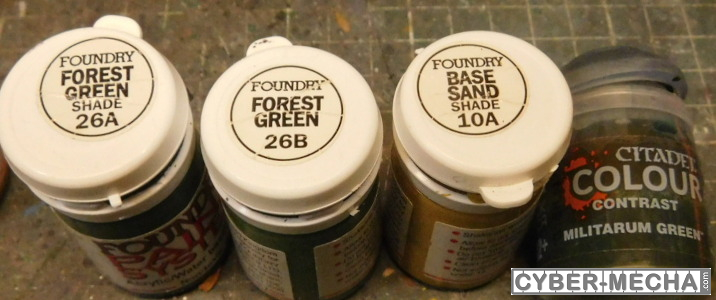 FOUNDRY
FOREST
GREEN
SHADE
26A
FOUNDRY
FOREST
GREEN
26B
FOUNDRY
BASE
SAND
SHADE
10A
CITADEL
COLOUR
CONTRAST
MILITARUM GREEN
CYBER-MECHA.com